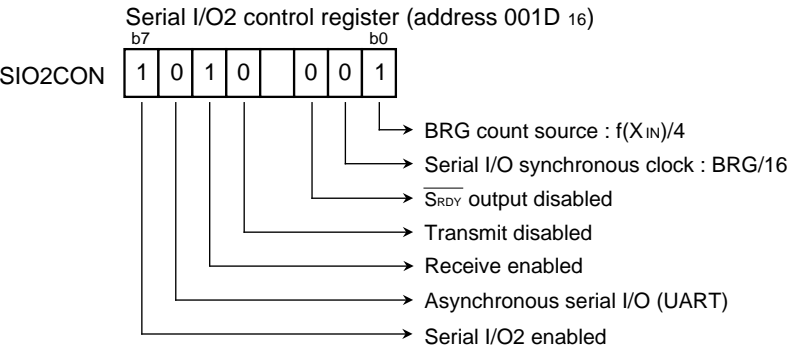 Serial I/O2 control register (address 001D 16)
b7 b0
SIO2CON 1 0 1 0 0 0 1
BRG count source : f(XIN)/4
Serial I/O synchronous clock : BRG/16
SRDY output disabled
Transmit disabled
Receive enabled
Asynchronous serial I/O (UART)
Serial I/O2 enabled